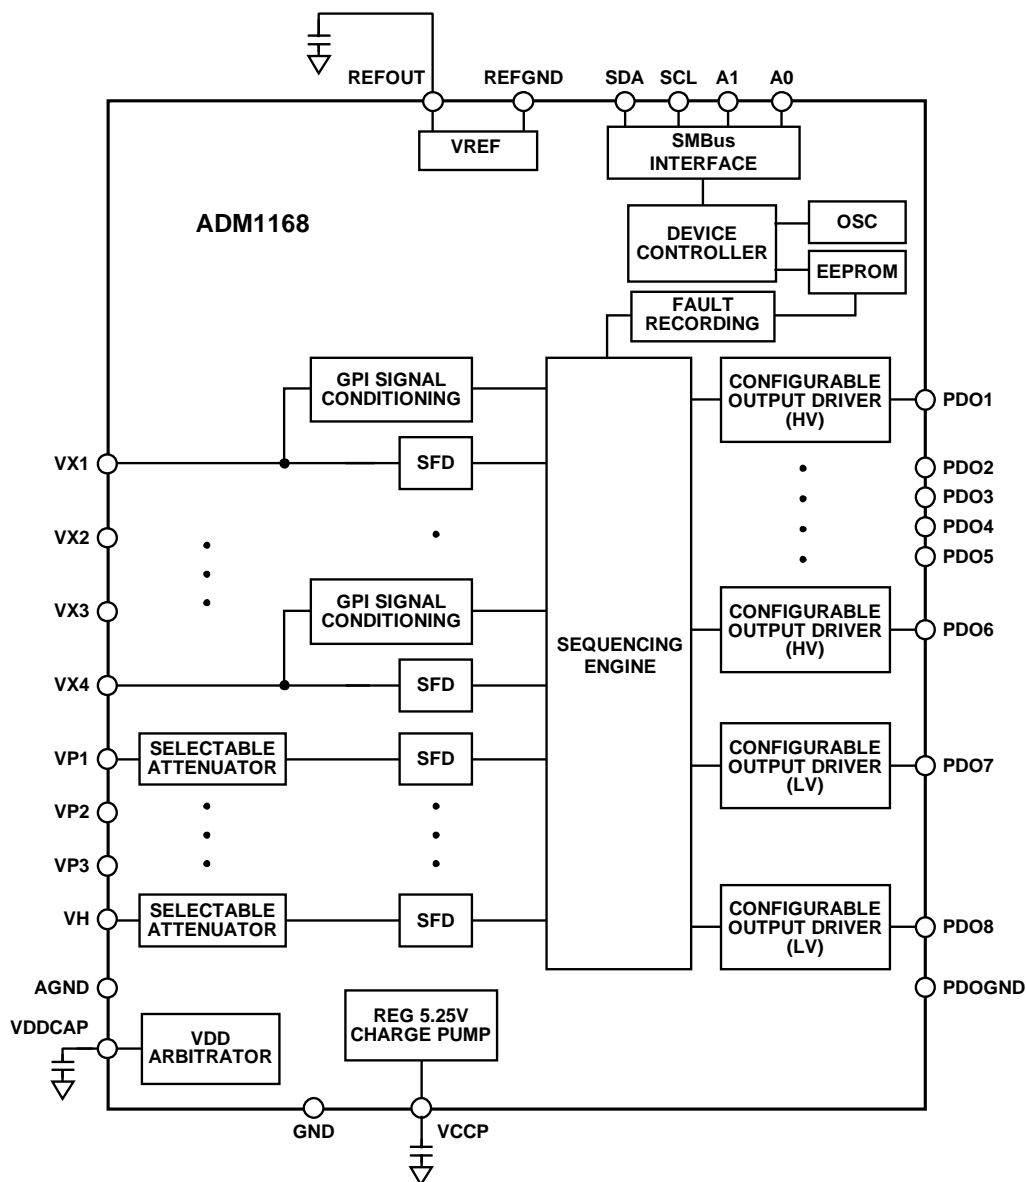 REFOUT
REFGND
SDA
SCL
A1
A0
VREF
SMBus
INTERFACE
ADM1168
DEVICE
CONTROLLER
OSC
EEPROM
FAULT
RECORDING
GPI SIGNAL
CONDITIONING
CONFIGURABLE
OUTPUT DRIVER
(HV)
PDO1
VX1
SFD
PDO2
PDO3
VX2
PDO4
PDO5
VX3
GPI SIGNAL
CONDITIONING
SEQUENCING
ENGINE
CONFIGURABLE
OUTPUT DRIVER
(HV)
PDO6
VX4
SFD
VP1
SELECTABLE
ATTENUATOR
SFD
CONFIGURABLE
OUTPUT DRIVER
(LV)
PDO7
VP2
VP3
VH
SELECTABLE
ATTENUATOR
SFD
CONFIGURABLE
OUTPUT DRIVER
(LV)
PDO8
AGND
PDOGND
VDDCAP
VDD
ARBITRATOR
REG 5.25V
CHARGE PUMP
GND
VCCP